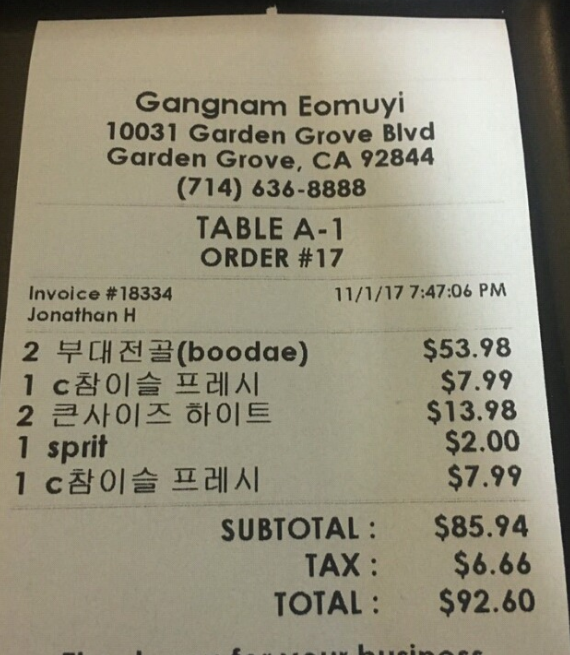 Gangnam Eomuyi
10031 Garden Grove Blvd
Garden Grove, CA 92844
(714) 636-8888
TABLE A-1
ORDER #17
Invoice #18334 11/1/17 7:47:06 PM
Jonathan H
2 부대전골(boodae) $53.98
1 c참이슬 프레시 $7.99
2 큰사이즈 하이트 $13.98
1 sprit $2.00
1 c참이슬 프레시 $7.99
SUBTOTAL : $85.94
TAX : $6.66
TOTAL : $92.60
for your business